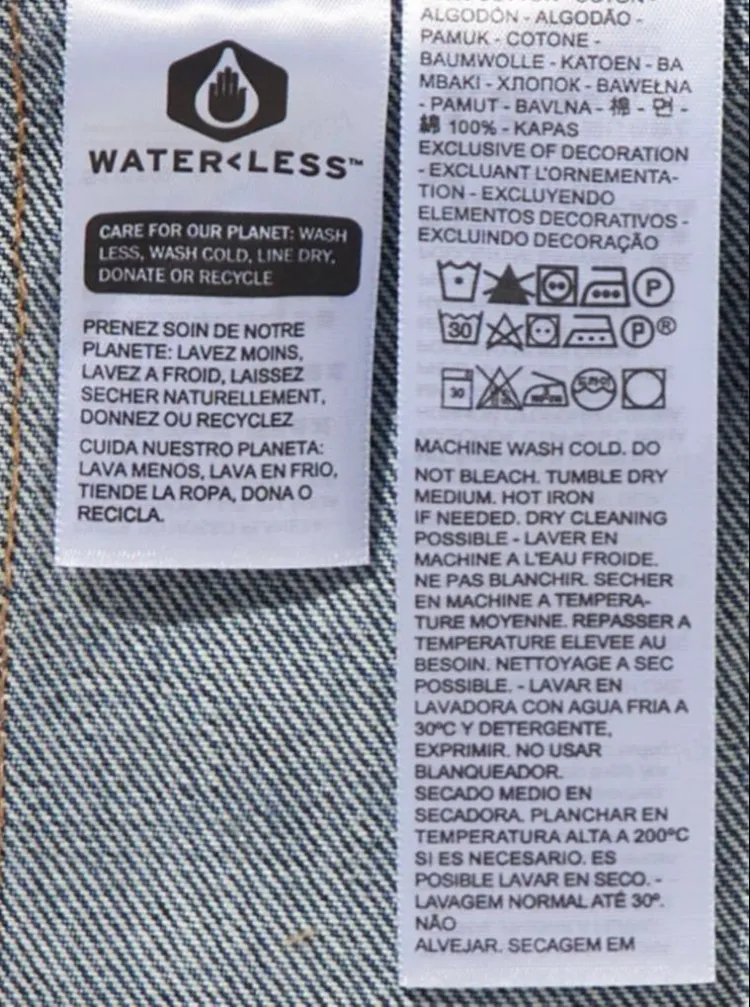 WATER<LESS™
CARE FOR OUR PLANET: WASH
LESS, WASH COLD, LINE DRY,
DONATE OR RECYCLE
PRENEZ SOIN DE NOTRE
PLANETE: LAVEZ MOINS,
LAVEZ A FROID, LAISSEZ
SECHER NATURELLEMENT,
DONNEZ OU RECYCLEZ
CUIDA NUESTRO PLANETA:
LAVA MENOS, LAVA EN FRIO,
TIENDE LA ROPA, DONA O
RECICLA.
ALGODÓN - ALGODÃO -
PAMUK - COTONE -
BAUMWOLLE - KATOEN - BA
MBAKI - ХЛОПОК - BAWEŁNA
- PAMUT - BAVLNA - 棉 - 면 -
綿 100% - KAPAS
EXCLUSIVE OF DECORATION
- EXCLUANT L'ORNEMENTA-
TION - EXCLUYENDO
ELEMENTOS DECORATIVOS -
EXCLUINDO DECORAÇÃO
P
30 P®
30 드라이
MACHINE WASH COLD. DO
NOT BLEACH. TUMBLE DRY
MEDIUM. HOT IRON
IF NEEDED. DRY CLEANING
POSSIBLE - LAVER EN
MACHINE A L'EAU FROIDE.
NE PAS BLANCHIR. SECHER
EN MACHINE A TEMPERA-
TURE MOYENNE. REPASSER A
TEMPERATURE ELEVEE AU
BESOIN. NETTOYAGE A SEC
POSSIBLE. - LAVAR EN
LAVADORA CON AGUA FRIA A
30ºC Y DETERGENTE,
EXPRIMIR. NO USAR
BLANQUEADOR.
SECADO MEDIO EN
SECADORA. PLANCHAR EN
TEMPERATURA ALTA A 200ºC
SI ES NECESARIO. ES
POSIBLE LAVAR EN SECO. -
LAVAGEM NORMAL ATÉ 30º.
NÃO
ALVEJAR. SECAGEM EM